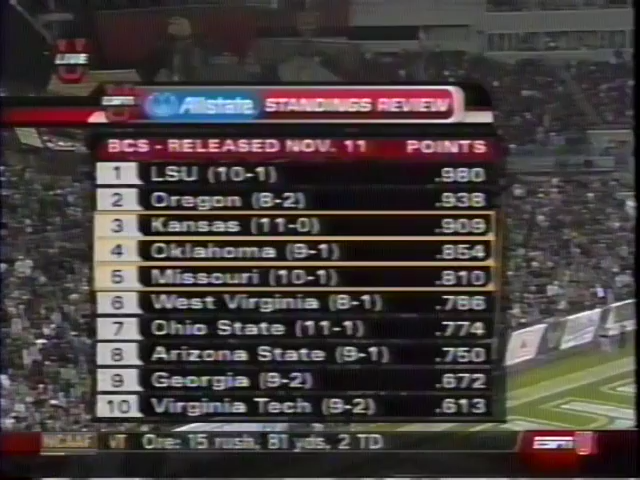 LIVE
ESPN U Allstate STANDINGS REVIEW
BCS - RELEASED NOV. 11 POINTS
1 LSU (10-1) .980
2 Oregon (8-2) .938
3 Kansas (11-0) .909
4 Oklahoma (9-1) .854
5 Missouri (10-1) .810
6 West Virginia (8-1) .786
7 Ohio State (11-1) .774
8 Arizona State (9-1) .750
9 Georgia (9-2) .672
10 Virginia Tech (9-2) .613
NCAAF VT Ore: 15 rush, 81 yds, 2 TD ESPN U